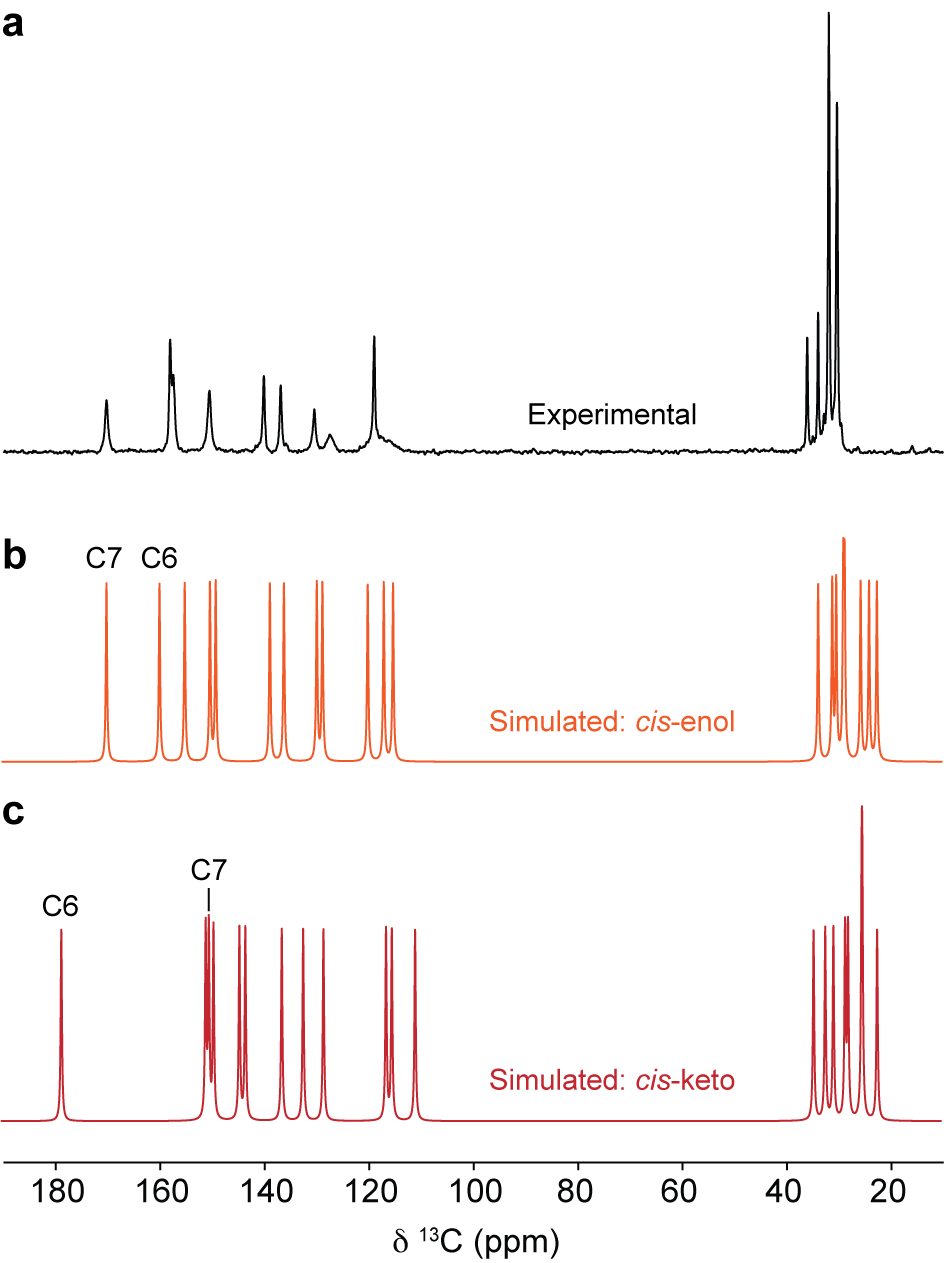 a
Experimental
b
C7 C6
Simulated: cis-enol
c
C7
C6
Simulated: cis-keto
180 160 140 120 100 80 60 40 20
δ ¹³C (ppm)